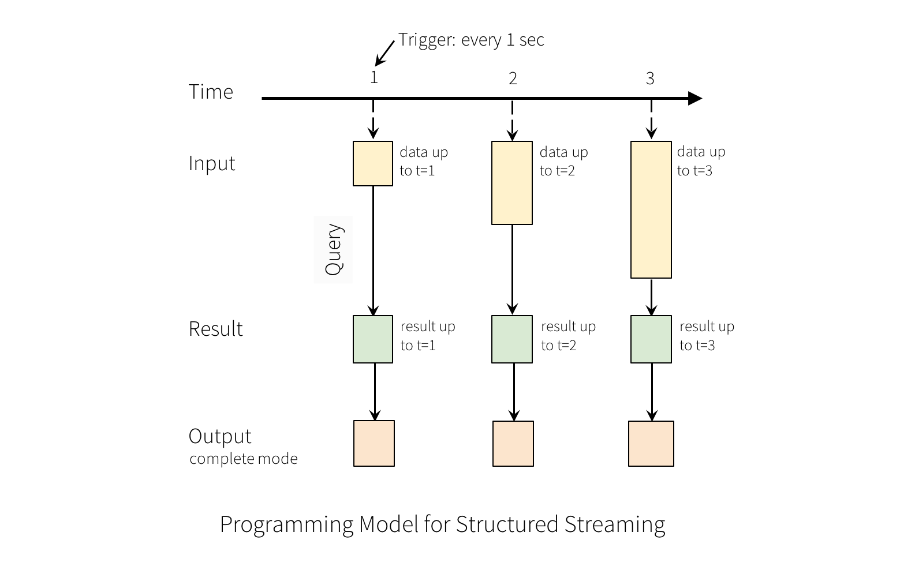 Trigger: every 1 sec
1 2 3
Time
Input
data up
to t=1
data up
to t=2
data up
to t=3
Query
Result
result up
to t=1
result up
to t=2
result up
to t=3
Output
complete mode
Programming Model for Structured Streaming